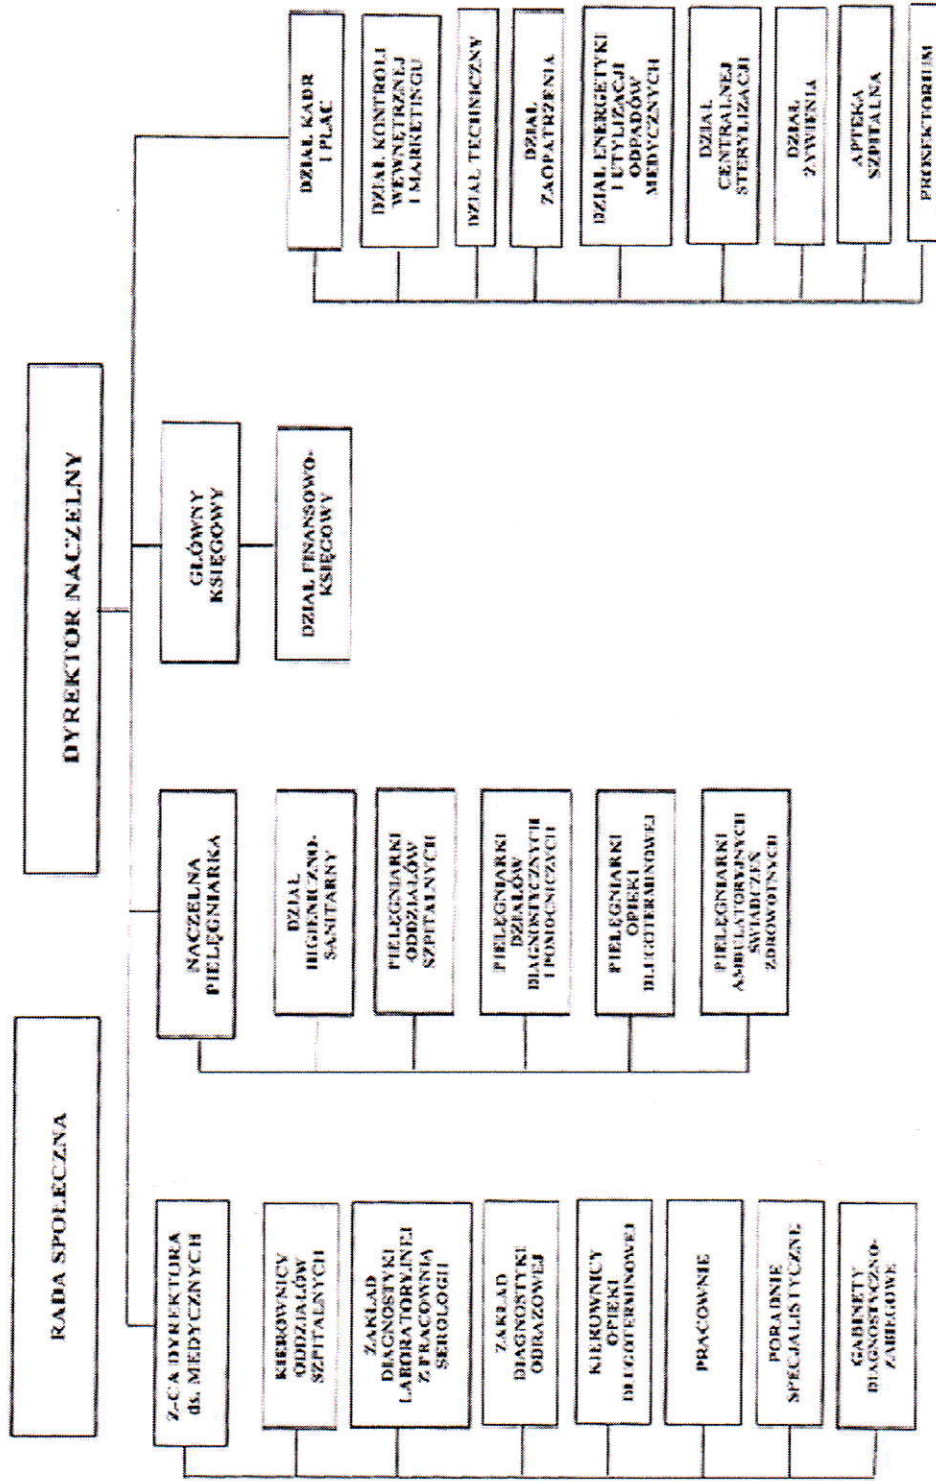 RADA SPOŁECZNA
DYREKTOR NACZELNY
Z-CA DYREKTORA
ds. MEDYCZNYCH
KIEROWNICY
ODDZIAŁÓW
SZPITALNYCH
ZAKŁAD
DIAGNOSTYKI
LABORATORYJNEJ
Z PRACOWNIĄ
SEROLOGII
ZAKŁAD
DIAGNOSTYKI
OBRAZOWEJ
KIEROWNICY
OPIEKI
DŁUGOTERMINOWEJ
PRACOWNIE
PORADNIE
SPECJALISTYCZNE
GABINETY
DIAGNOSTYCZNO-
ZABIEGOWE
NACZELNA
PIELĘGNIARKA
DZIAŁ
HIGIENICZNO-
SANITARNY
PIELĘGNIARKI
ODDZIAŁÓW
SZPITALNYCH
PIELĘGNIARKI
DZIAŁÓW
DIAGNOSTYCZNYCH
I POMOCNICZYCH
PIELĘGNIARKI
OPIEKI
DŁUGOTERMINOWEJ
PIELĘGNIARKI
AMBULATORYJNYCH
ŚWIADCZEŃ
ZDROWOTNYCH
GŁÓWNY
KSIĘGOWY
DZIAŁ FINANSOWO-
KSIĘGOWY
DZIAŁ KADR
I PŁAC
DZIAŁ KONTROLI
WEWNĘTRZNEJ
I MARKETINGU
DZIAŁ TECHNICZNY
DZIAŁ
ZAOPATRZENIA
DZIAŁ ENERGETYKI
I UTYLIZACJI
ODPADÓW
MEDYCZNYCH
DZIAŁ
CENTRALNEJ
STERYLIZACJI
DZIAŁ
ŻYWIENIA
APTEKA
SZPITALNA
PROSEKTORIUM